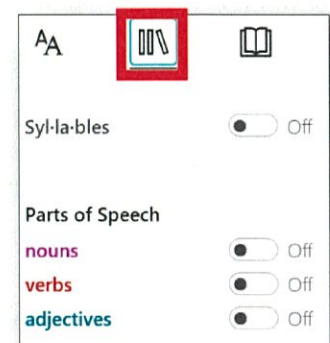 AA
Syl·la·bles Off
Parts of Speech
nouns Off
verbs Off
adjectives Off